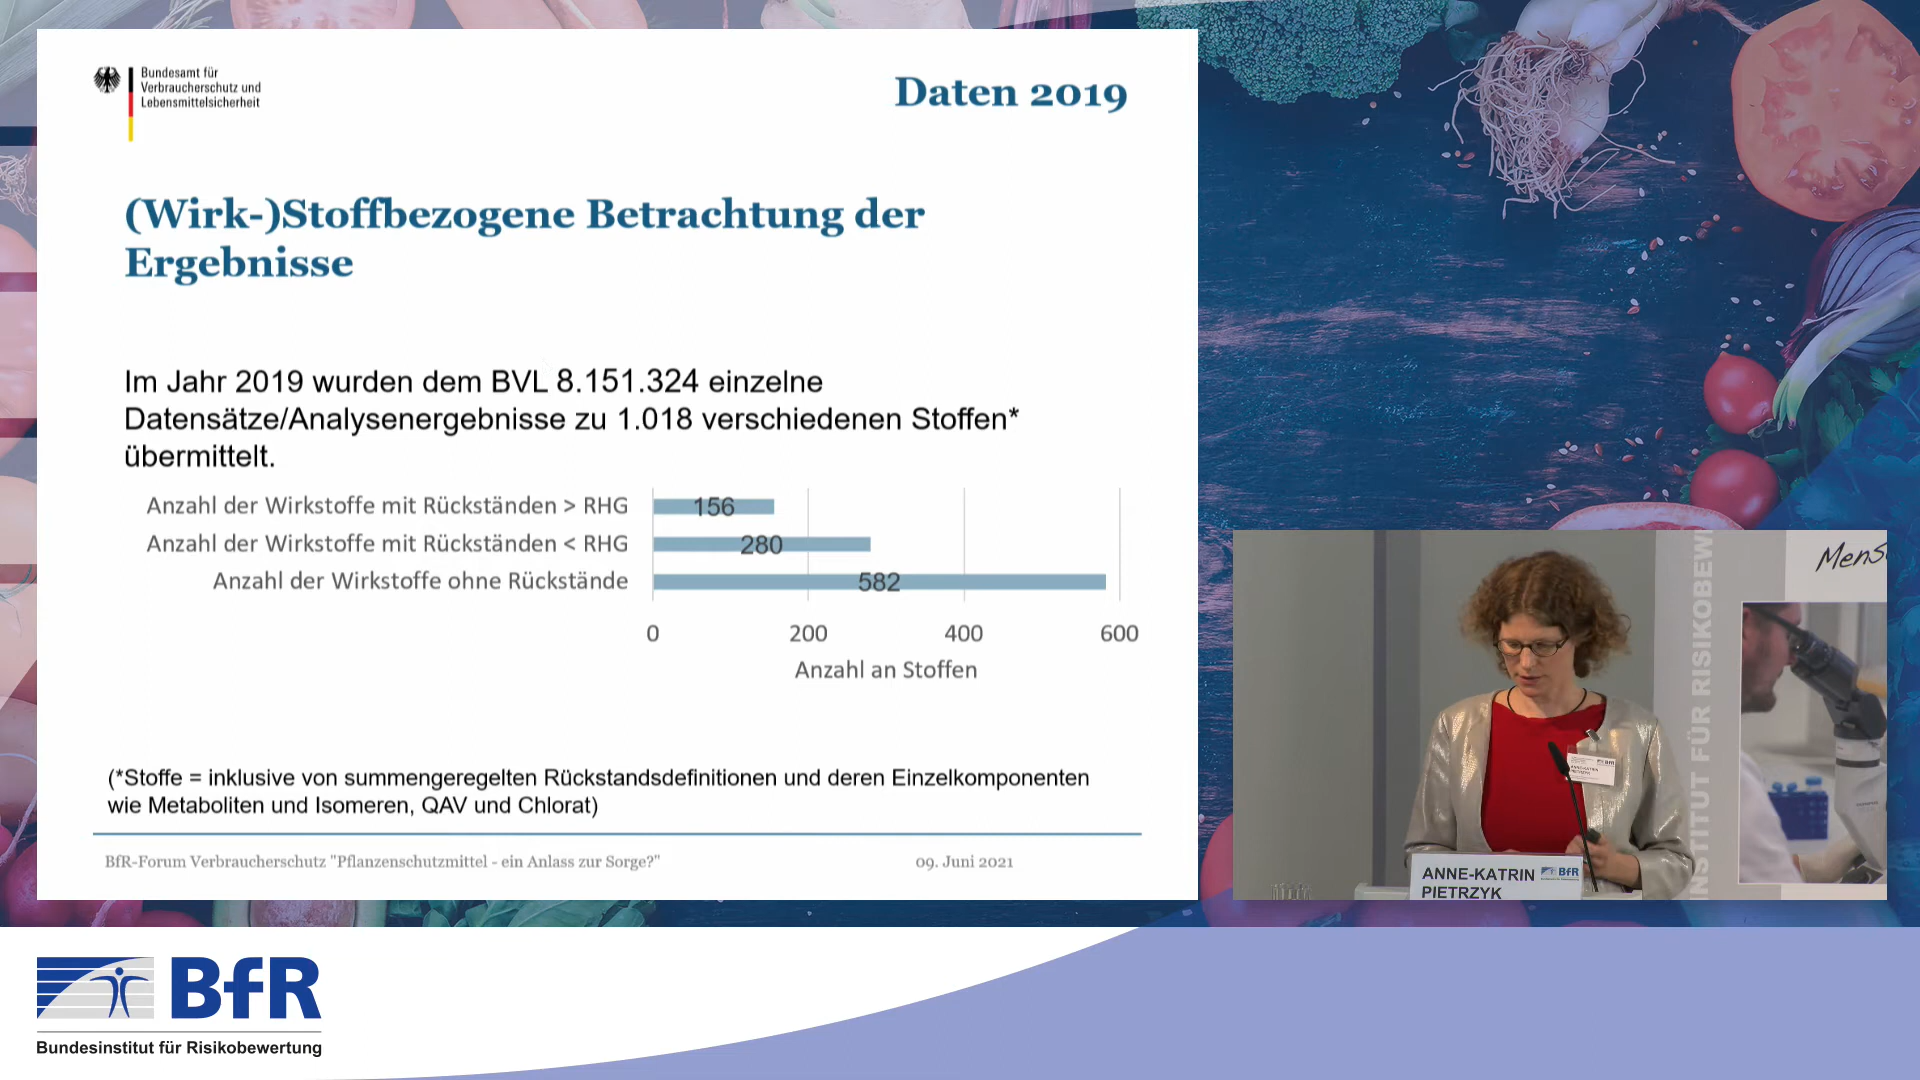 Bundesamt für
Verbraucherschutz und
Lebensmittelsicherheit
Daten 2019
(Wirk-)Stoffbezogene Betrachtung der
Ergebnisse
Im Jahr 2019 wurden dem BVL 8.151.324 einzelne
Datensätze/Analysenergebnisse zu 1.018 verschiedenen Stoffen*
übermittelt.
Anzahl der Wirkstoffe mit Rückständen > RHG 156
Anzahl der Wirkstoffe mit Rückständen < RHG 280
Anzahl der Wirkstoffe ohne Rückstände 582
0 200 400 600
Anzahl an Stoffen
(*Stoffe = inklusive von summengeregelten Rückstandsdefinitionen und deren Einzelkomponenten
wie Metaboliten und Isomeren, QAV und Chlorat)
BfR-Forum Verbraucherschutz "Pflanzenschutzmittel - ein Anlass zur Sorge?" 09. Juni 2021
Mens
NSTITUT FÜR RISIKOBEW
ANNE-KATRIN BfR
PIETRZYK
BfR
Bundesinstitut für Risikobewertung